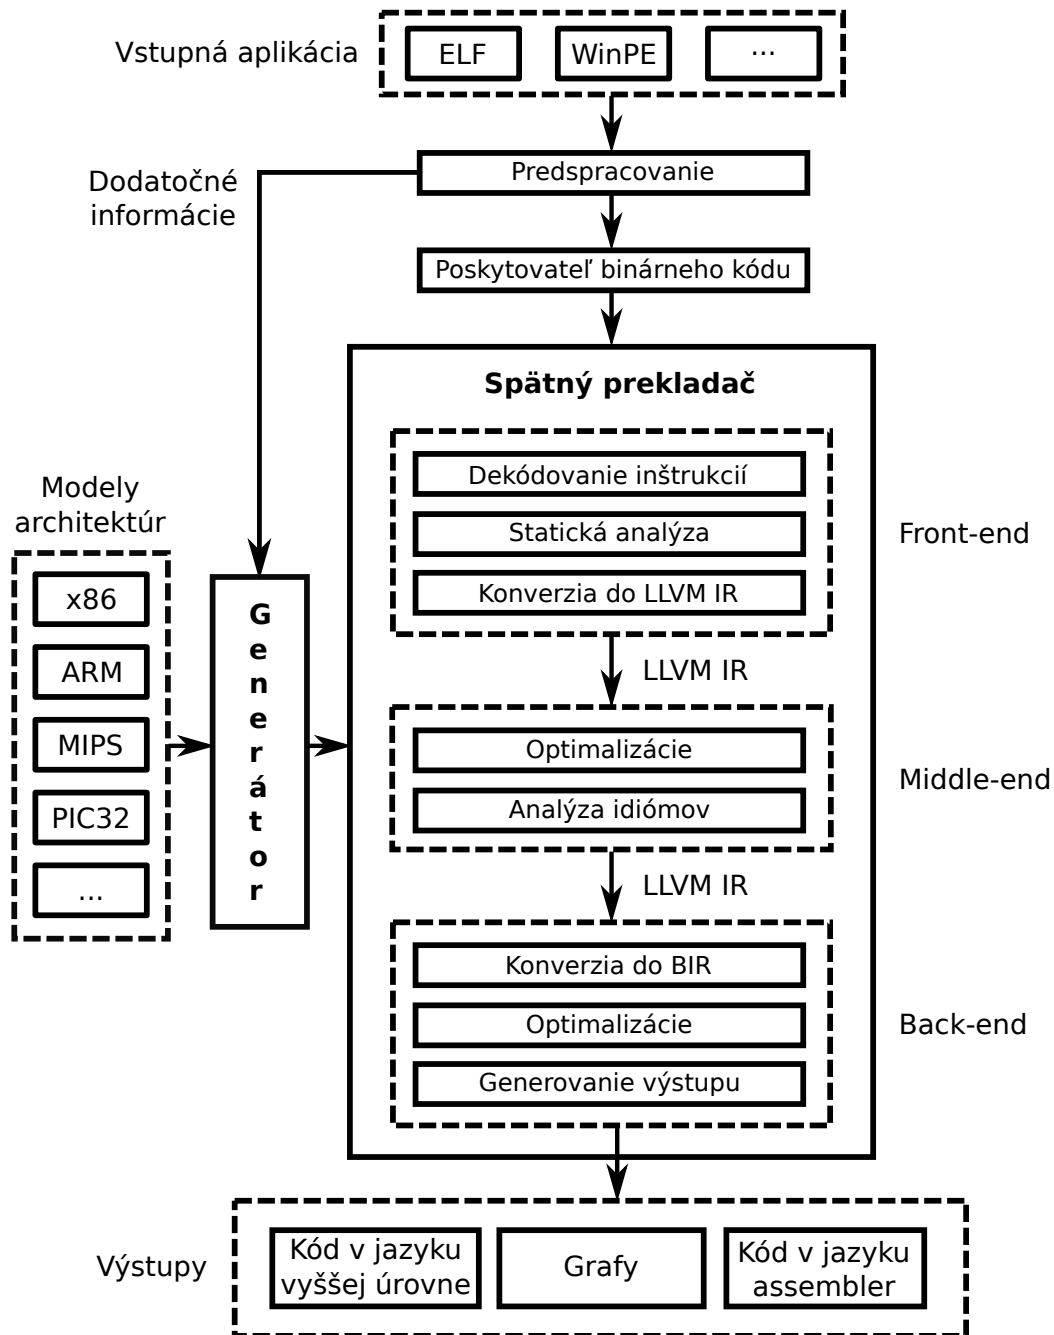 Vstupná aplikácia
ELF
WinPE
...
Predspracovanie
Dodatočné
informácie
Poskytovateľ binárneho kódu
Spätný prekladač
Dekódovanie inštrukcií
Statická analýza
Konverzia do LLVM IR
Front-end
Modely
architektúr
x86
ARM
MIPS
PIC32
...
Generátor
LLVM IR
Optimalizácie
Analýza idiómov
Middle-end
LLVM IR
Konverzia do BIR
Optimalizácie
Generovanie výstupu
Back-end
Výstupy
Kód v jazyku
vyššej úrovne
Grafy
Kód v jazyku
assembler